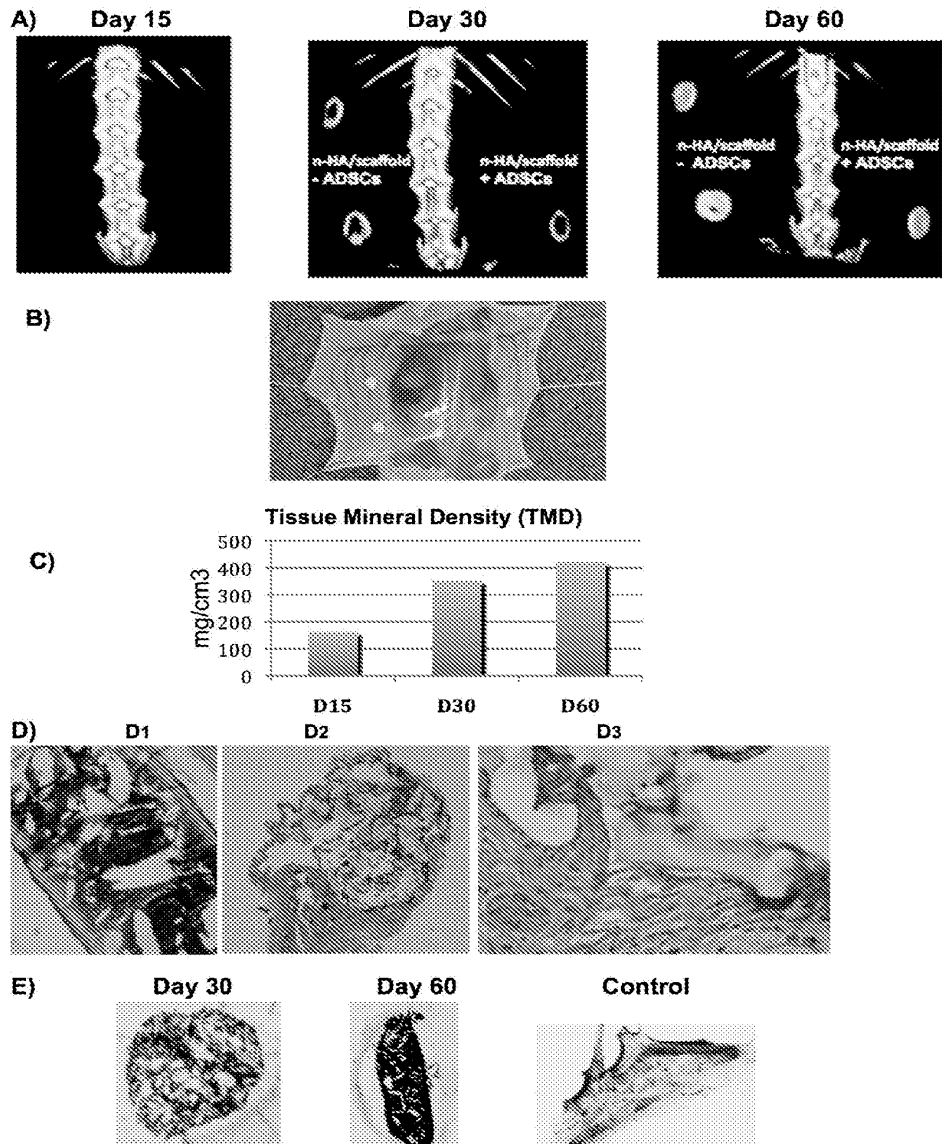 A)
Day 15
Day 30
Day 60
n-HA/scaffold
- ADSCs
n-HA/scaffold
+ ADSCs
n-HA/scaffold
- ADSCs
n-HA/scaffold
+ ADSCs
B)
C)
Tissue Mineral Density (TMD)
mg/cm3
500
400
300
200
100
0
D15
D30
D60
D)
D1
D2
D3
E)
Day 30
Day 60
Control